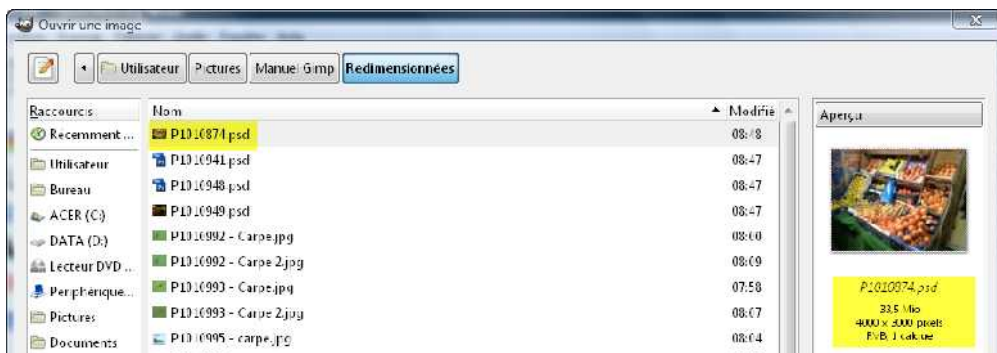 Ouvrir une image
Utilisateur Pictures Manuel Gimp Redimensionnées
Raccourcis Nom Modifié Aperçu
Récemment ... P1010874.psd 08:48
Utilisateur P1010941.psd 08:47
Bureau P1010948.psd 08:47
ACER (C:) P1010949.psd 08:47
DATA (D:) P1010992 - Carpe.jpg
Lecteur DVD ... P1010992 - Carpe 2.jpg 08:09
Périphérique... P1010993 - Carpe.jpg 07:58
Pictures P1010993 - Carpe 2.jpg 08:07
Documents P1010995 - carpe.jpg 08:04
P1010874.psd
33,5 Mio
4000 x 3000 pixels
RVB, 1 calque